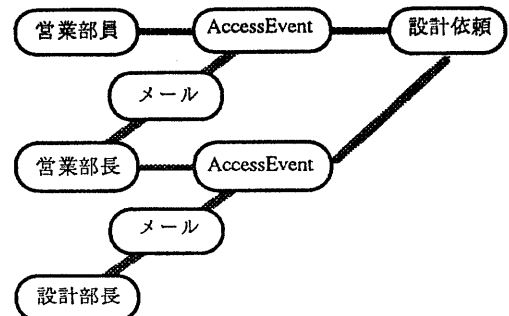 営業部員
AccessEvent
設計依頼
メール
営業部長
AccessEvent
メール
設計部長